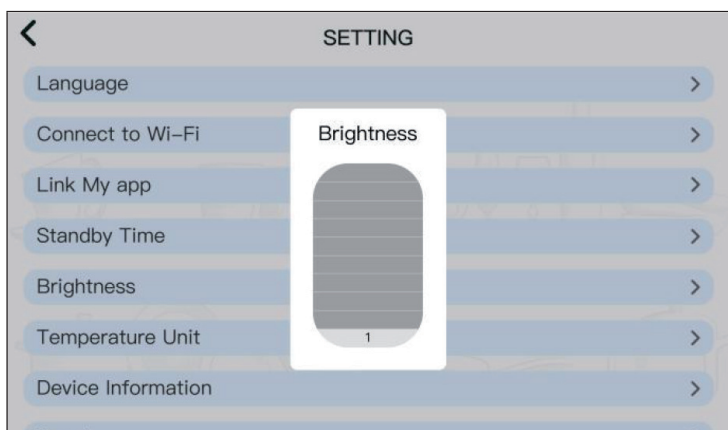 SETTING
Language
Connect to Wi-Fi
Link My app
Standby Time
Brightness
Temperature Unit
Device Information
Brightness
1